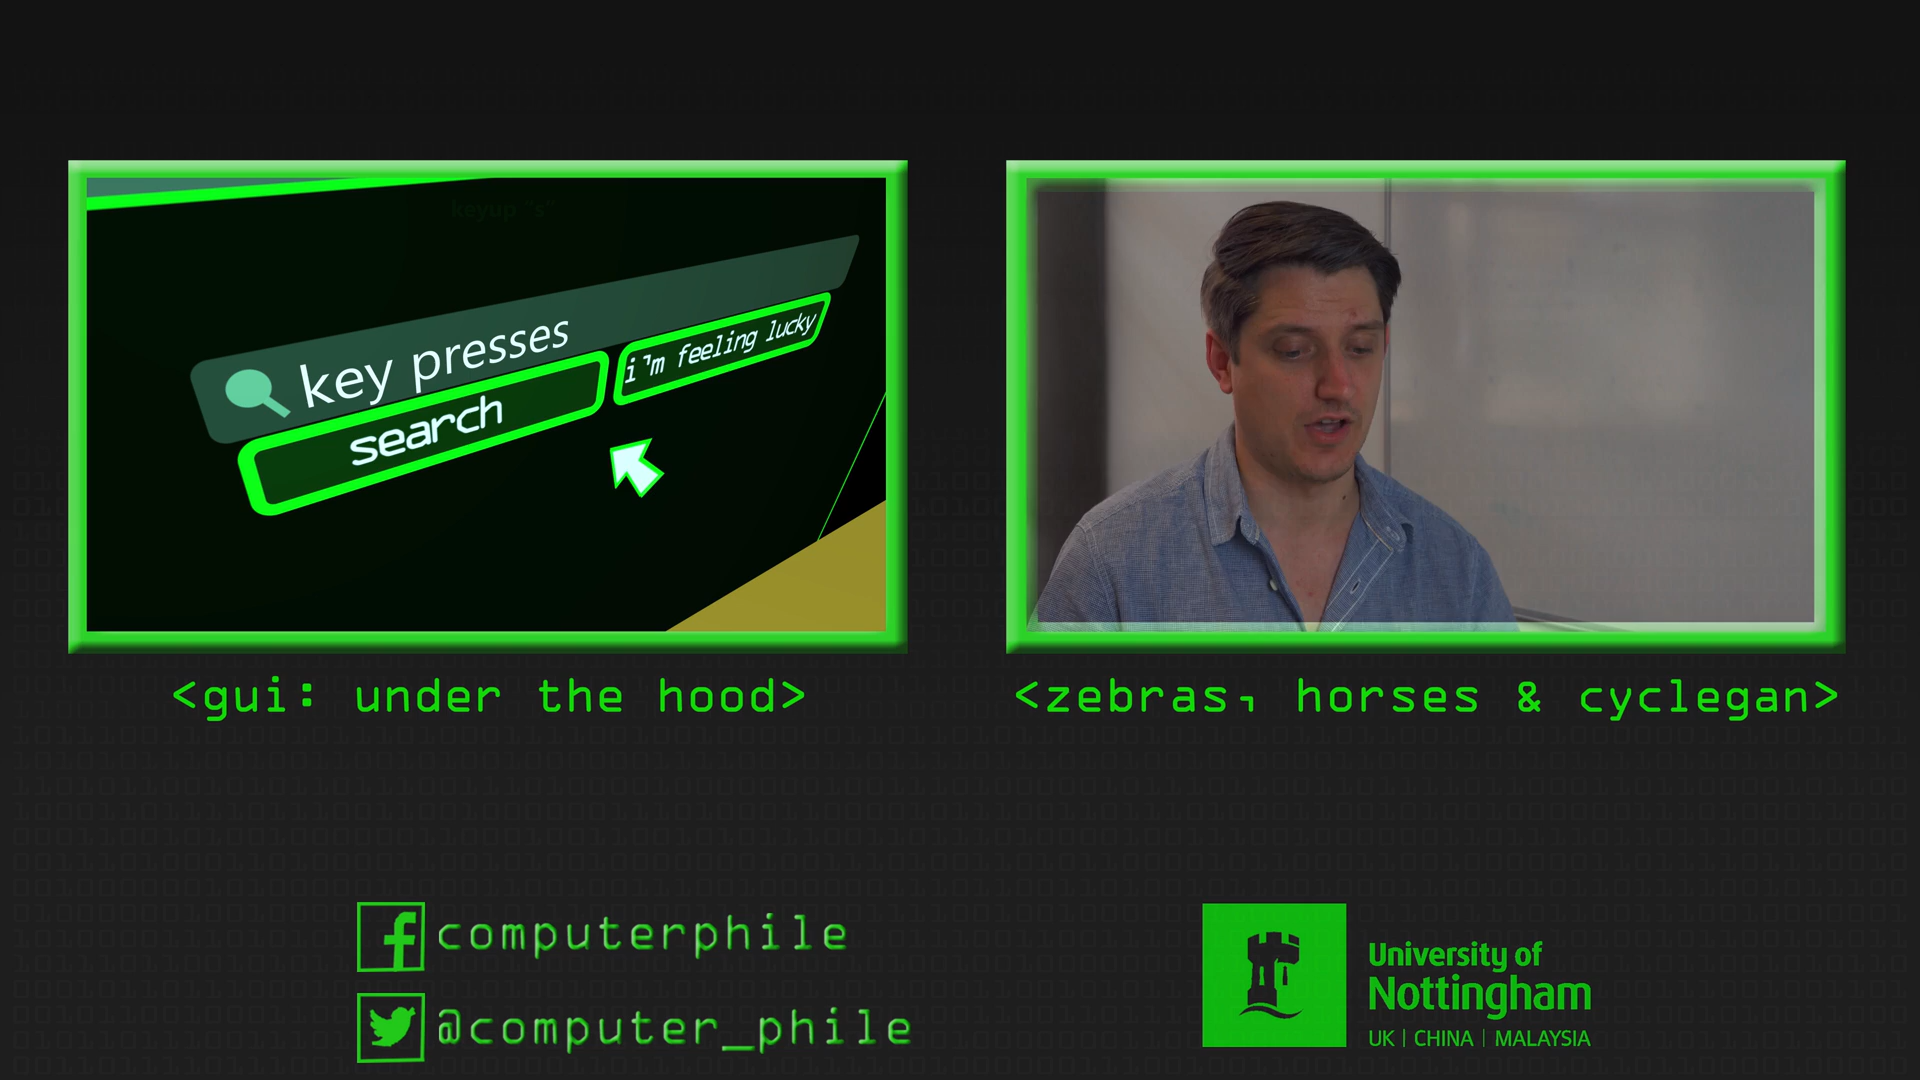 keyup "s"
key presses
search
i'm feeling lucky
<gui: under the hood>
<zebras, horses & cyclegan>
computerphile
@computer_phile
University of
Nottingham
UK | CHINA | MALAYSIA